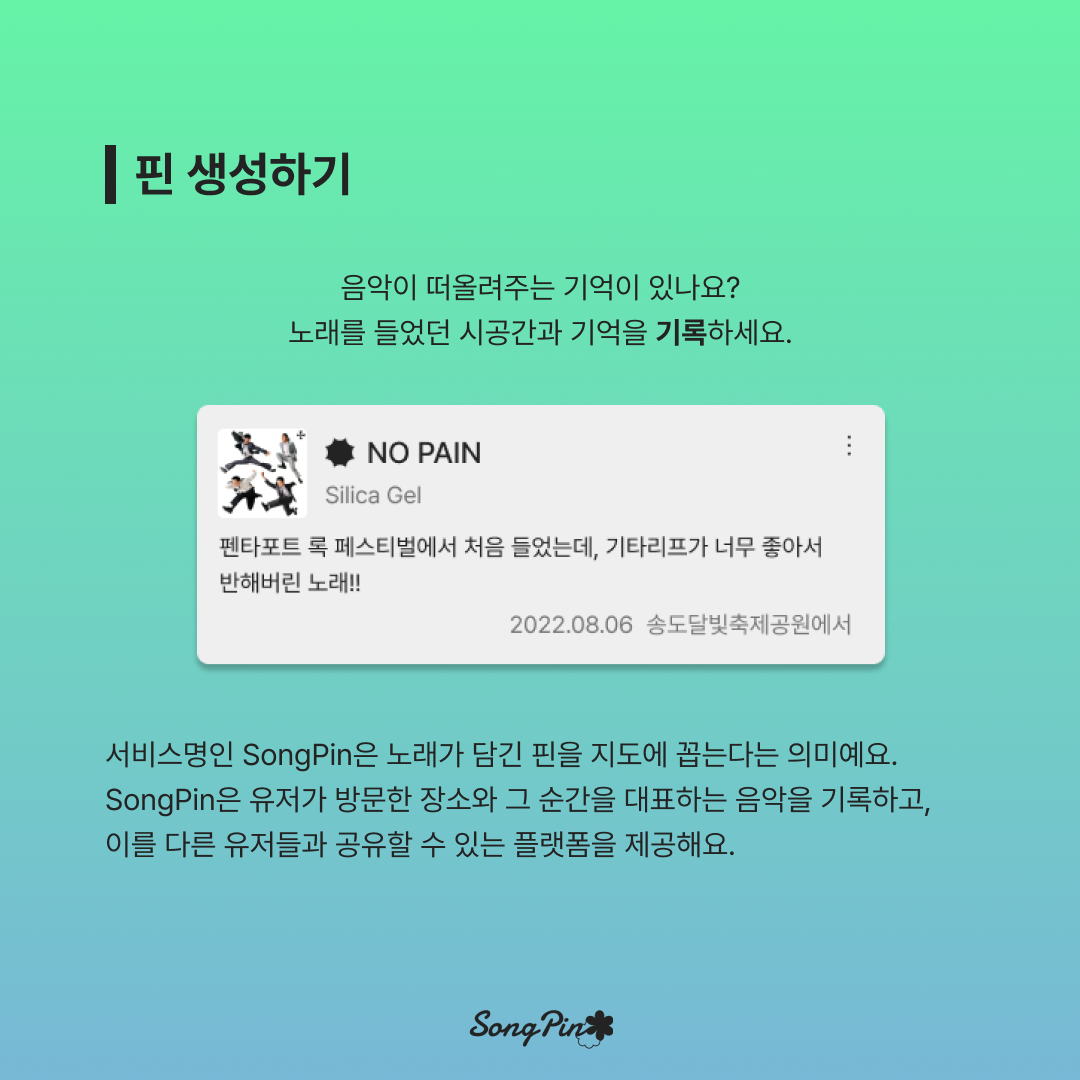 핀 생성하기
음악이 떠올려주는 기억이 있나요?
노래를 들었던 시공간과 기억을 기록하세요.
NO PAIN
Silica Gel
펜타포트 록 페스티벌에서 처음 들었는데, 기타리프가 너무 좋아서
반해버린 노래!!
2022.08.06 송도달빛축제공원에서
서비스명인 SongPin은 노래가 담긴 핀을 지도에 꼽는다는 의미예요.
SongPin은 유저가 방문한 장소와 그 순간을 대표하는 음악을 기록하고,
이를 다른 유저들과 공유할 수 있는 플랫폼을 제공해요.
SongPin